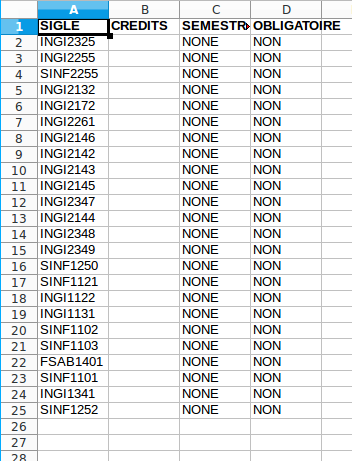 A B C D
1 SIGLE CREDITS SEMESTR OBLIGATOIRE
2 INGI2325 NONE NON
3 INGI2255 NONE NON
4 SINF2255 NONE NON
5 INGI2132 NONE NON
6 INGI2172 NONE NON
7 INGI2261 NONE NON
8 INGI2146 NONE NON
9 INGI2142 NONE NON
10 INGI2143 NONE NON
11 INGI2145 NONE NON
12 INGI2347 NONE NON
13 INGI2144 NONE NON
14 INGI2348 NONE NON
15 INGI2349 NONE NON
16 SINF1250 NONE NON
17 SINF1121 NONE NON
18 INGI1122 NONE NON
19 INGI1131 NONE NON
20 SINF1102 NONE NON
21 SINF1103 NONE NON
22 FSAB1401 NONE NON
23 SINF1101 NONE NON
24 INGI1341 NONE NON
25 SINF1252 NONE NON
26
27
28